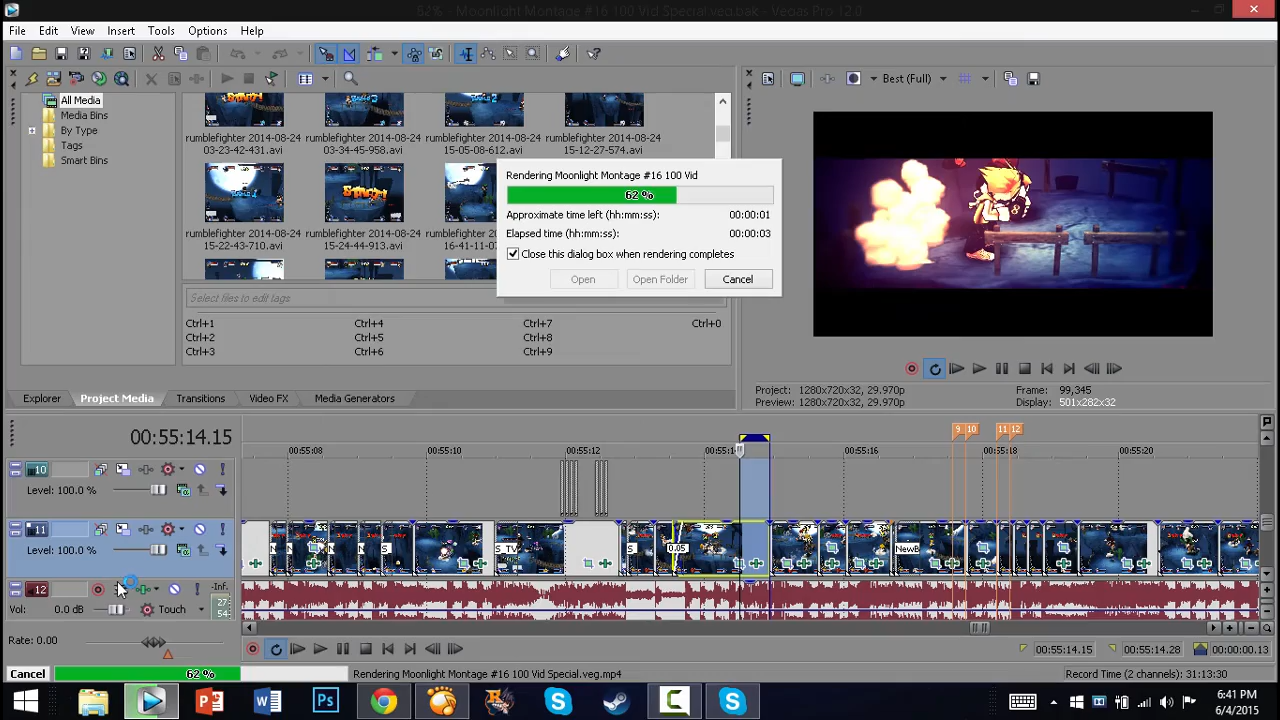 62% - Moonlight Montage #16 100 Vid Special.veg.bak - Vegas Pro 12.0
File Edit View Insert Tools Options Help
Best (Full)
All Media
Media Bins
By Type
Tags
Smart Bins
rumblefighter 2014-08-24 03-23-42-431.avi
rumblefighter 2014-08-24 03-34-45-958.avi
rumblefighter 2014-08-24 15-05-08-612.avi
rumblefighter 2014-08-24 15-12-27-574.avi
rumblefighter 2014-08-24 15-22-43-710.avi
rumblefighter 2014-08-24 15-24-44-913.avi
rumblefig
16-41-11-0
Rendering Moonlight Montage #16 100 Vid
62 %
Approximate time left (hh:mm:ss): 00:00:01
Elapsed time (hh:mm:ss): 00:00:03
Close this dialog box when rendering completes
Open Open Folder Cancel
Select files to edit tags
Ctrl+1 Ctrl+4 Ctrl+7 Ctrl+0
Ctrl+2 Ctrl+5 Ctrl+8
Ctrl+3 Ctrl+6 Ctrl+9
Explorer Project Media Transitions Video FX Media Generators
Project: 1280x720x32, 29.970p Frame: 99,345
Preview: 1280x720x32, 29.970p Display: 501x282x32
00:55:14.15
9 10 11 12
00:55:08 00:55:10 00:55:12 00:55:1 00:55:16 00:55:18 00:55:20
10
Level: 100.0 %
11
Level: 100.0 %
S S_TV S 0.05 NewB
12 -Inf.
Vol: 0.0 dB Touch
27
54
Rate: 0.00
00:55:14.15 00:55:14.28 00:00:00.13
Cancel 62 % Rendering Moonlight Montage #16 100 Vid Special.veg.mp4 Record Time (2 channels): 31:13:30
6:41 PM
6/4/2015